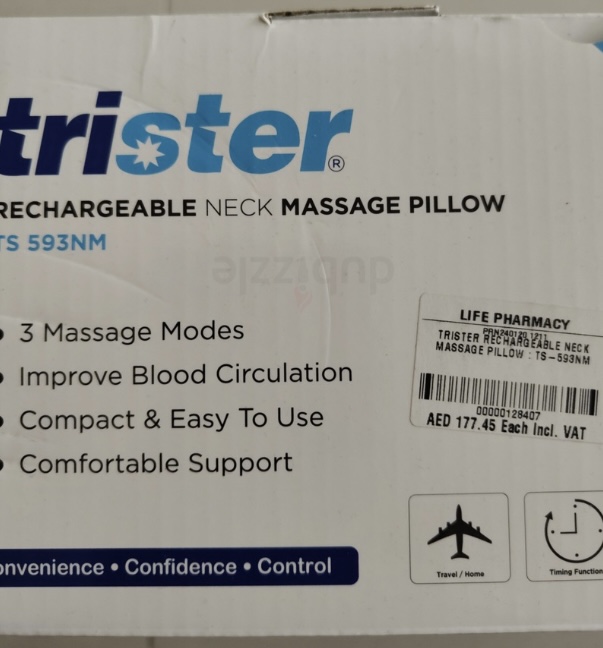 trister®
RECHARGEABLE NECK MASSAGE PILLOW
TS 593NM
dubizzle
• 3 Massage Modes
• Improve Blood Circulation
• Compact & Easy To Use
• Comfortable Support
LIFE PHARMACY
PRN240120 1211
TRISTER RECHARGEABLE NECK
MASSAGE PILLOW : TS-593NM
00000128407
AED 177.45 Each Incl. VAT
Travel / Home
Timing Function
onvenience • Confidence • Control